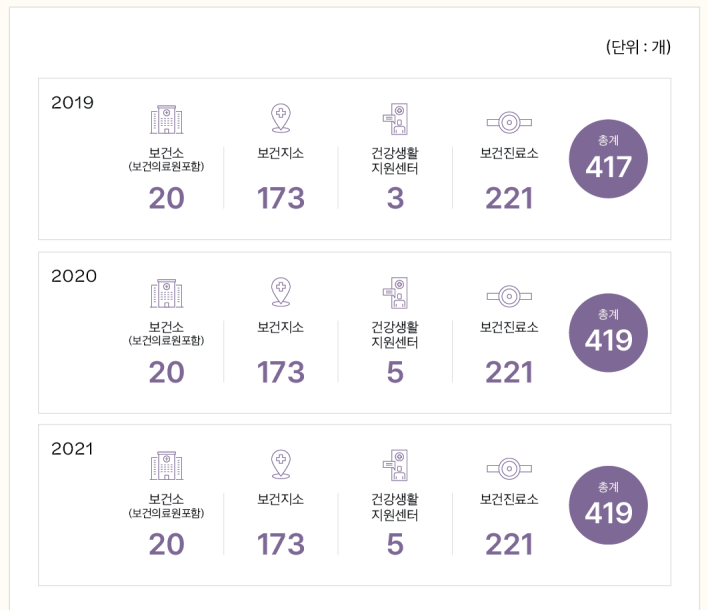 (단위 : 개)
2019
보건소
(보건의료원포함)
20
보건지소
173
건강생활
지원센터
3
보건진료소
221
총계
417
2020
보건소
(보건의료원포함)
20
보건지소
173
건강생활
지원센터
5
보건진료소
221
총계
419
2021
보건소
(보건의료원포함)
20
보건지소
173
건강생활
지원센터
5
보건진료소
221
총계
419